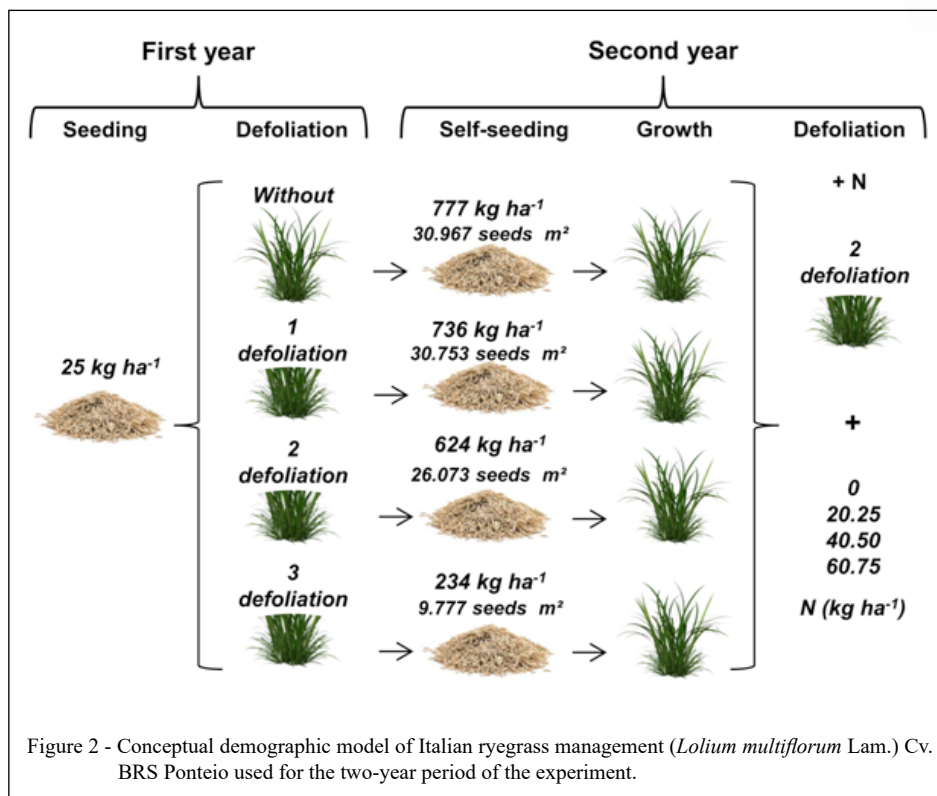 First year
Second year
Seeding
Defoliation
Self-seeding
Growth
Defoliation
25 kg ha⁻¹
Without
1
defoliation
2
defoliation
3
defoliation
777 kg ha⁻¹
30.967 seeds m²
736 kg ha⁻¹
30.753 seeds m²
624 kg ha⁻¹
26.073 seeds m²
234 kg ha⁻¹
9.777 seeds m²
+ N
2
defoliation
+
0
20.25
40.50
60.75
N (kg ha⁻¹)
Figure 2 - Conceptual demographic model of Italian ryegrass management (Lolium multiflorum Lam.) Cv.
BRS Ponteio used for the two-year period of the experiment.